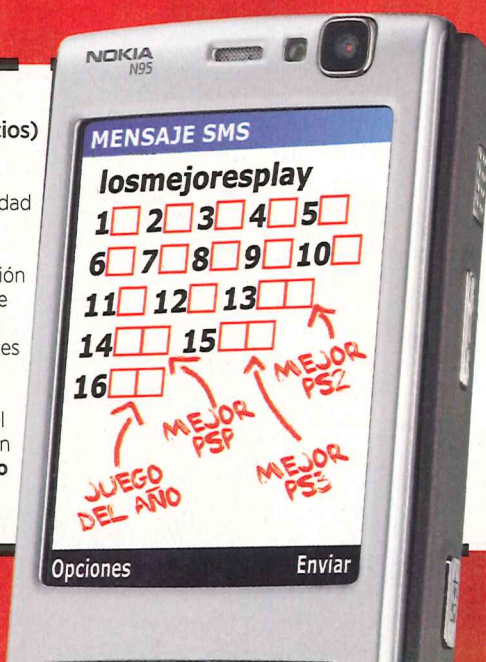 NOKIA
N95
cios)
dad
ión
e
es
l
n
o
MENSAJE SMS
losmejoresplay
1 2 3 4 5
6 7 8 9 10
11 12 13
14 15
16
MEJOR
PS2
MEJOR
PSP
MEJOR
PS3
JUEGO
DEL AÑO
Opciones
Enviar